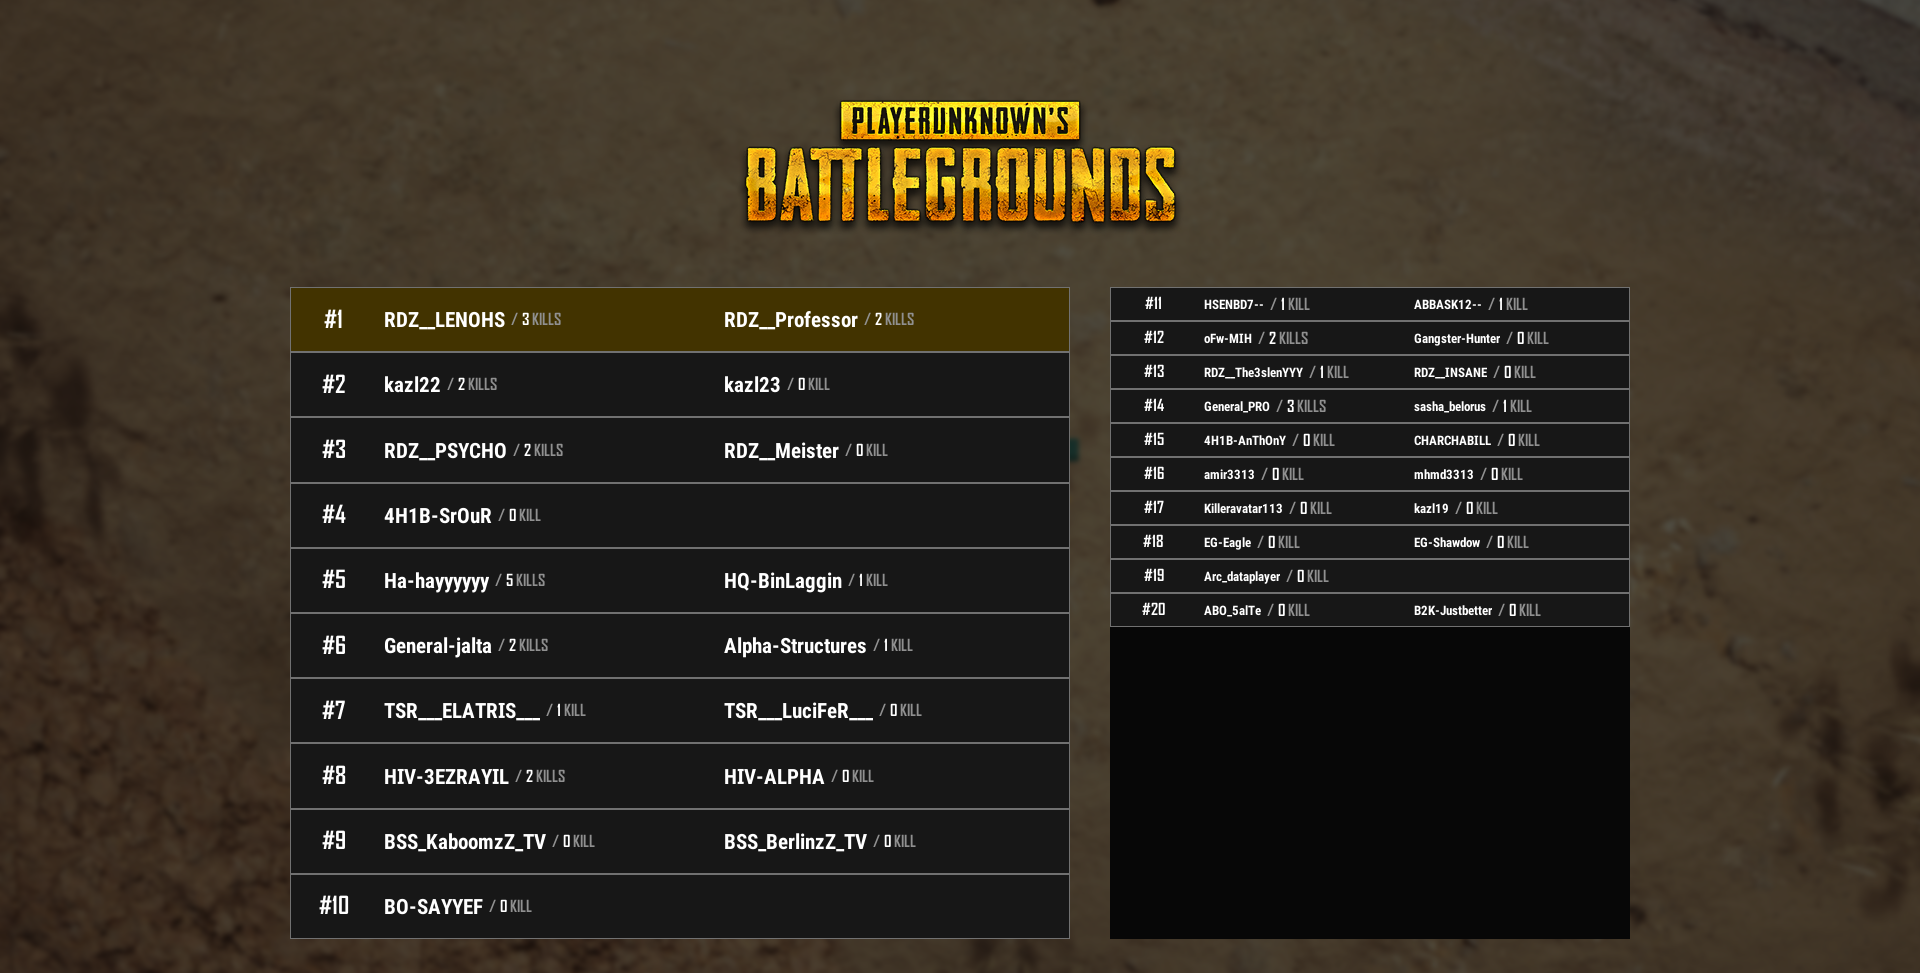 PLAYERUNKNOWN'S
BATTLEGROUNDS
#1 RDZ__LENOHS / 3 KILLS RDZ__Professor / 2 KILLS
#2 kazl22 / 2 KILLS kazl23 / 0 KILL
#3 RDZ__PSYCHO / 2 KILLS RDZ__Meister / 0 KILL
#4 4H1B-SrOuR / 0 KILL
#5 Ha-hayyyyyy / 5 KILLS HQ-BinLaggin / 1 KILL
#6 General-jalta / 2 KILLS Alpha-Structures / 1 KILL
#7 TSR___ELATRIS___ / 1 KILL TSR___LuciFeR___ / 0 KILL
#8 HIV-3EZRAYIL / 2 KILLS HIV-ALPHA / 0 KILL
#9 BSS_KaboomzZ_TV / 0 KILL BSS_BerlinzZ_TV / 0 KILL
#10 BO-SAYYEF / 0 KILL
#11 HSENBD7-- / 1 KILL ABBASK12-- / 1 KILL
#12 oFw-MIH / 2 KILLS Gangster-Hunter / 0 KILL
#13 RDZ__The3slenYYY / 1 KILL RDZ__INSANE / 0 KILL
#14 General_PRO / 3 KILLS sasha_belorus / 1 KILL
#15 4H1B-AnThOnY / 0 KILL CHARCHABILL / 0 KILL
#16 amir3313 / 0 KILL mhmd3313 / 0 KILL
#17 Killeravatar113 / 0 KILL kazl19 / 0 KILL
#18 EG-Eagle / 0 KILL EG-Shawdow / 0 KILL
#19 Arc_dataplayer / 0 KILL
#20 ABO_5alTe / 0 KILL B2K-Justbetter / 0 KILL